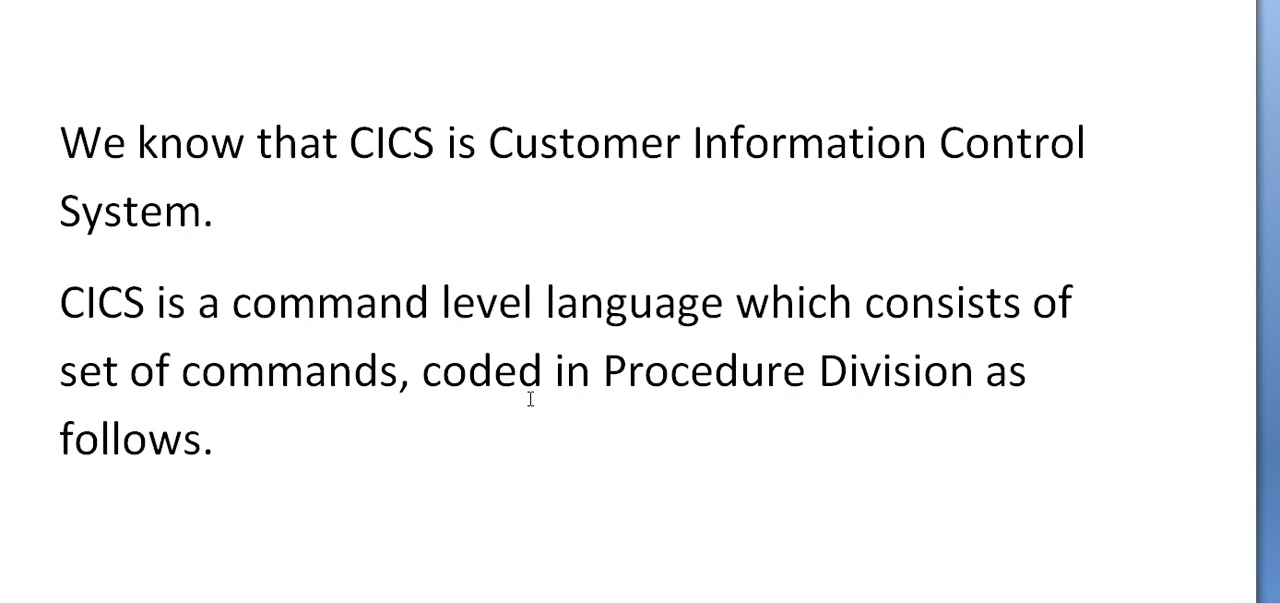 We know that CICS is Customer Information Control
System.
CICS is a command level language which consists of
set of commands, coded in Procedure Division as
follows.